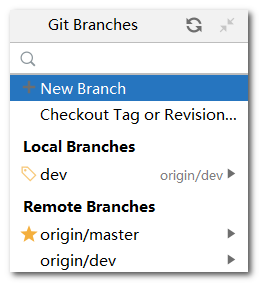 Git Branches
New Branch
Checkout Tag or Revision...
Local Branches
dev origin/dev
Remote Branches
origin/master
origin/dev